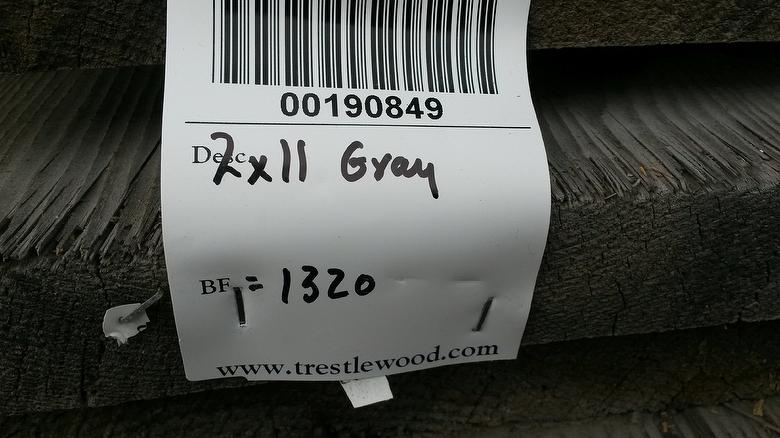 00190849
Desc. 2x11 Gray
BF = 1320
www.trestlewood.com